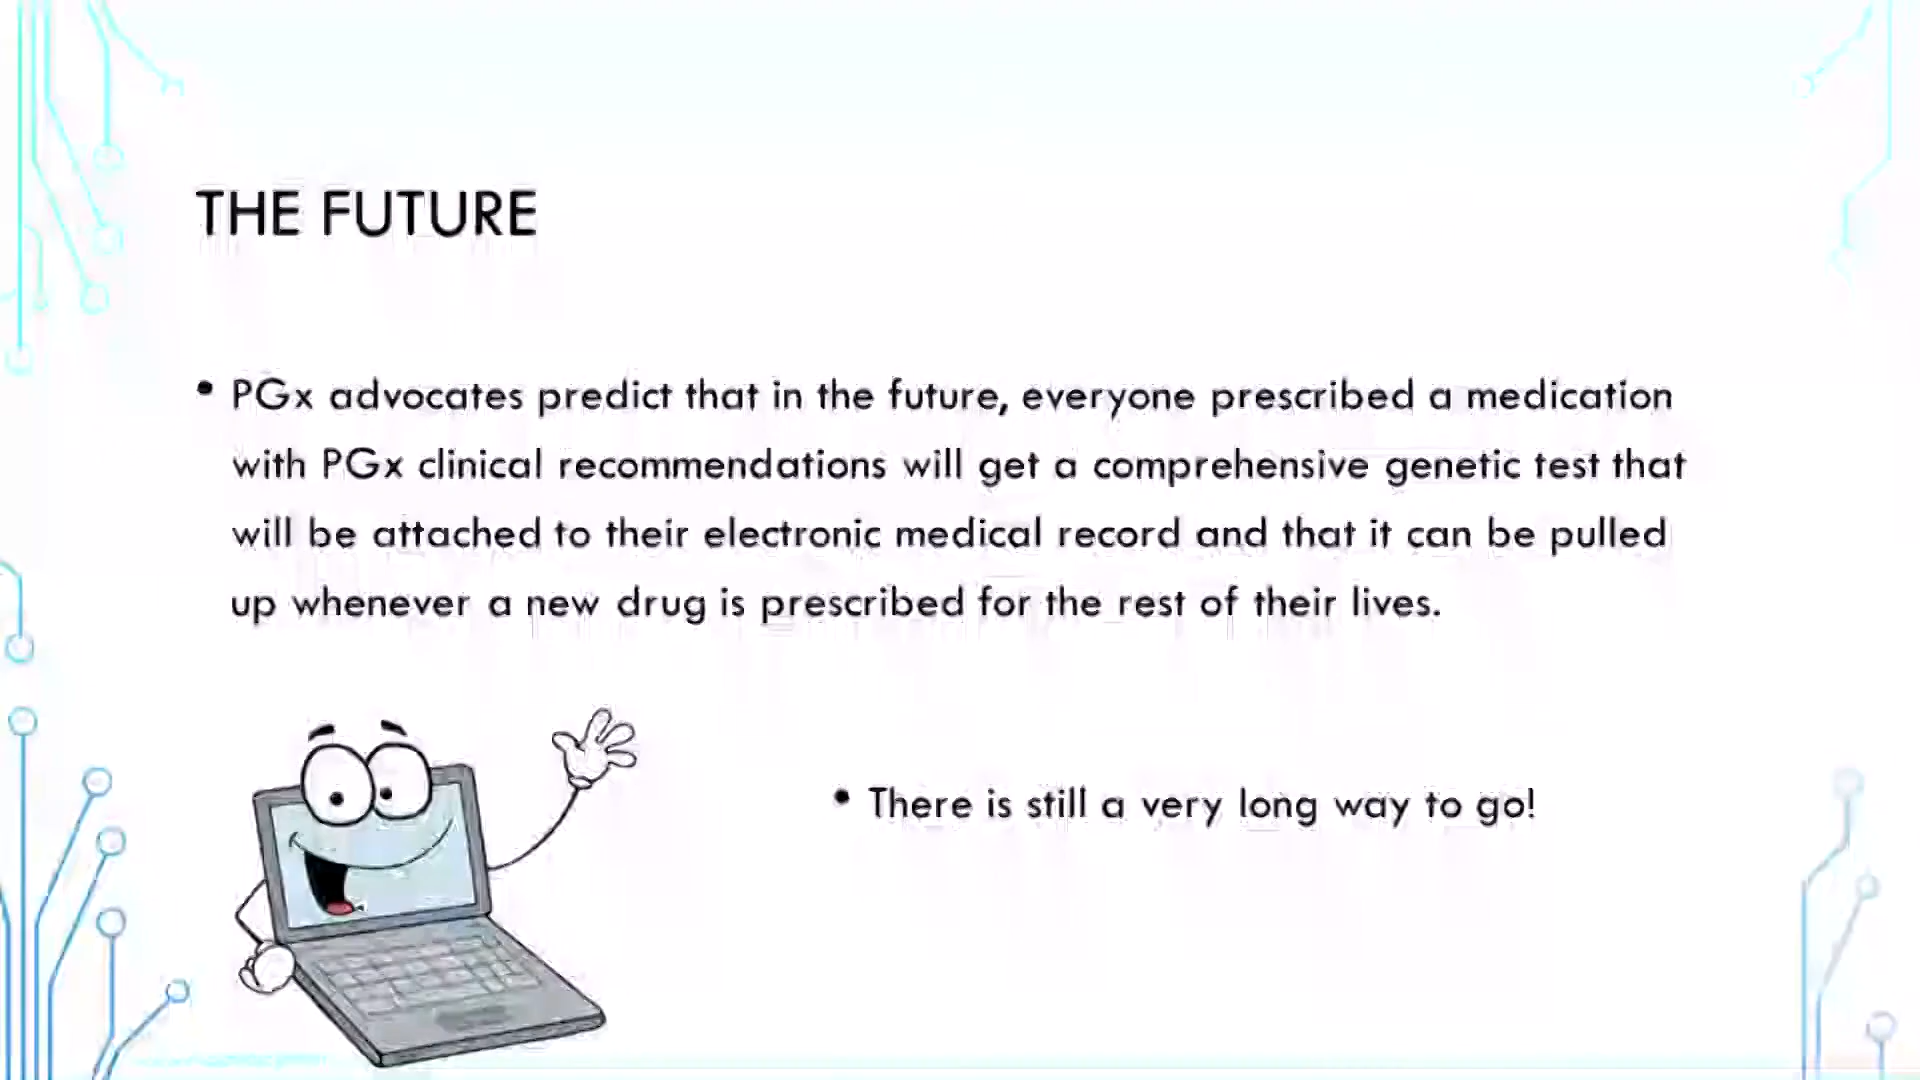 THE FUTURE
• PGx advocates predict that in the future, everyone prescribed a medication
with PGx clinical recommendations will get a comprehensive genetic test that
will be attached to their electronic medical record and that it can be pulled
up whenever a new drug is prescribed for the rest of their lives.
• There is still a very long way to go!